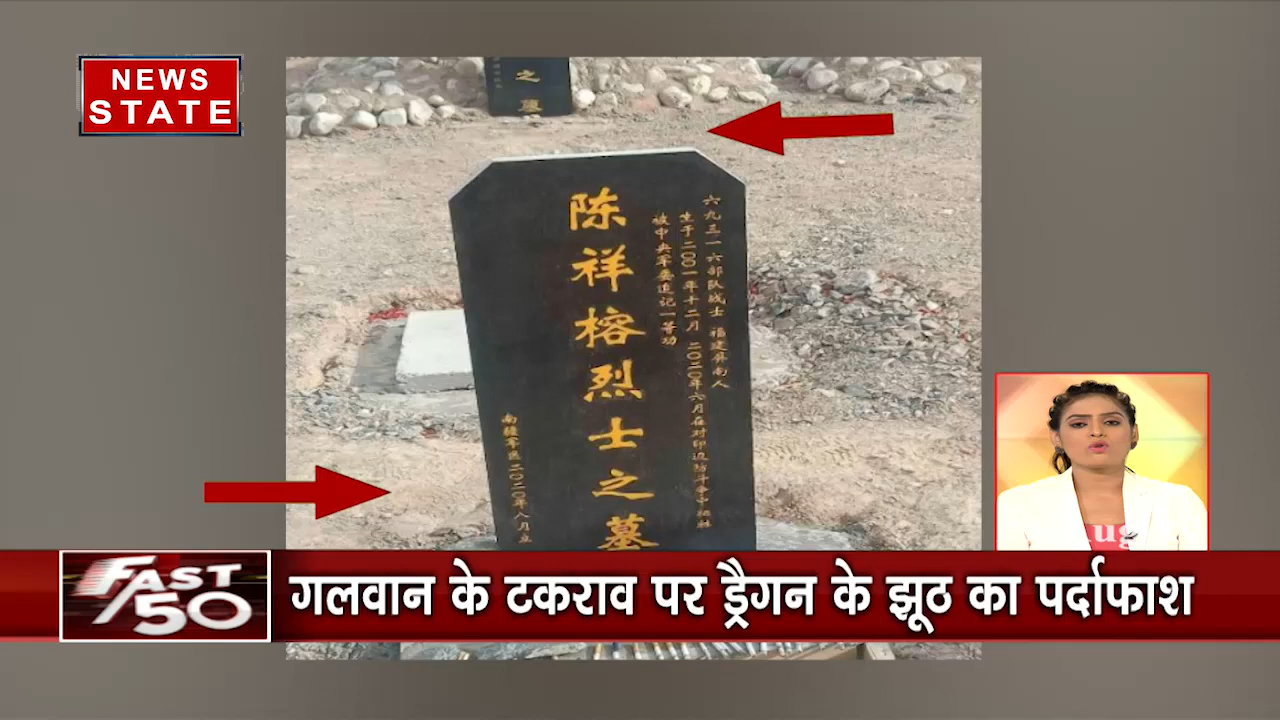 NEWS
STATE
之墓
六九三一六部队战士 福建屏南人
生于二〇〇一年十二月 二〇二〇年六月在对印边防斗争中牺牲
被中央军委追记一等功
陈祥榕烈士之墓
南疆军区二〇二〇年八月立
FAST
50
गलवान के टकराव पर ड्रैगन के झूठ का पर्दाफाश